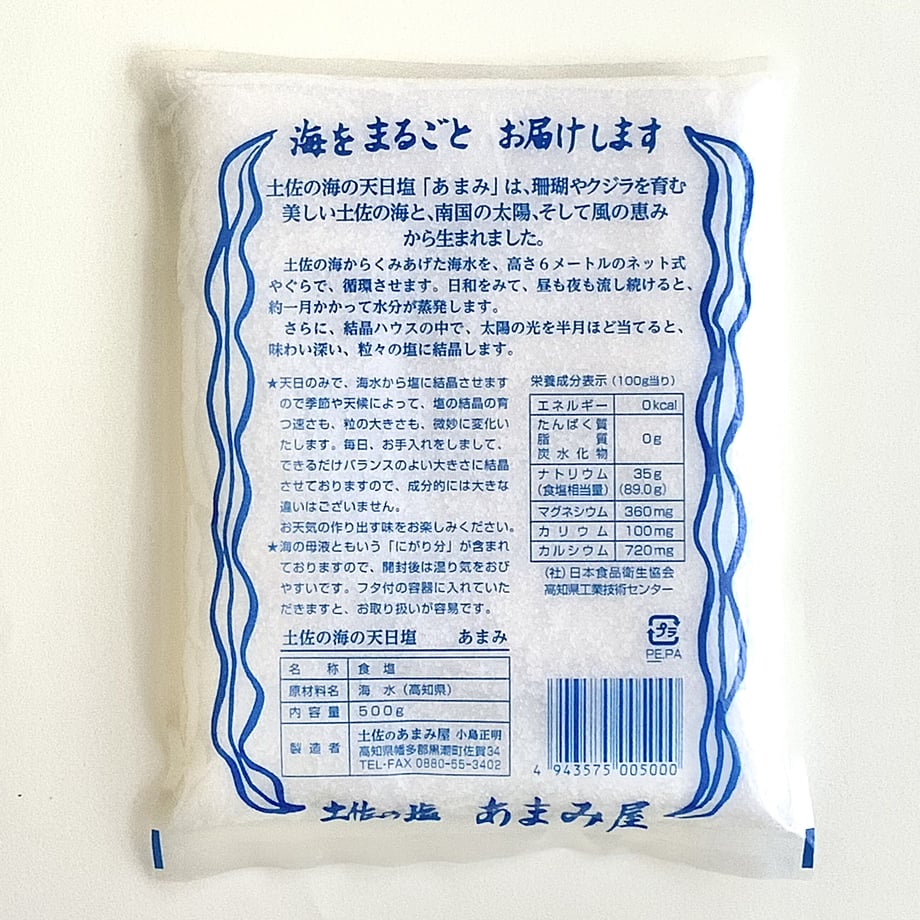 海をまるごと お届けします
土佐の海の天日塩「あまみ」は、珊瑚やクジラを育む
美しい土佐の海と、南国の太陽、そして風の恵み
から生まれました。
土佐の海からくみあげた海水を、高さ6メートルのネット式
やぐらで、循環させます。日和をみて、昼も夜も流し続けると、
約一月かかって水分が蒸発します。
さらに、結晶ハウスの中で、太陽の光を半月ほど当てると、
味わい深い、粒々の塩に結晶します。
★天日のみで、海水から塩に結晶させます
ので季節や天候によって、塩の結晶の育
つ速さも、粒の大きさも、微妙に変化い
たします。毎日、お手入れをしまして、
できるだけバランスのよい大きさに結晶
させておりますので、成分的には大きな
違いはございません。
お天気の作り出す味をお楽しみください。
★海の母液ともいう「にがり分」が含まれ
ておりますので、開封後は湿り気をおび
やすいです。フタ付の容器に入れていた
だきますと、お取り扱いが容易です。
栄養成分表示(100g当り)
エネルギー 0kcal
たんぱく質
脂質 0g
炭水化物
ナトリウム 35g
(食塩相当量) (89.0g)
マグネシウム 360mg
カリウム 100mg
カルシウム 720mg
(社)日本食品衛生協会
高知県工業技術センター
プラ
PE,PA
土佐の海の天日塩 あまみ
名称 食塩
原材料名 海水(高知県)
内容量 500g
製造者 土佐のあまみ屋 小島正明
高知県幡多郡黒潮町佐賀34
TEL・FAX 0880-55-3402
4 943575 005000
土佐の塩 あまみ屋